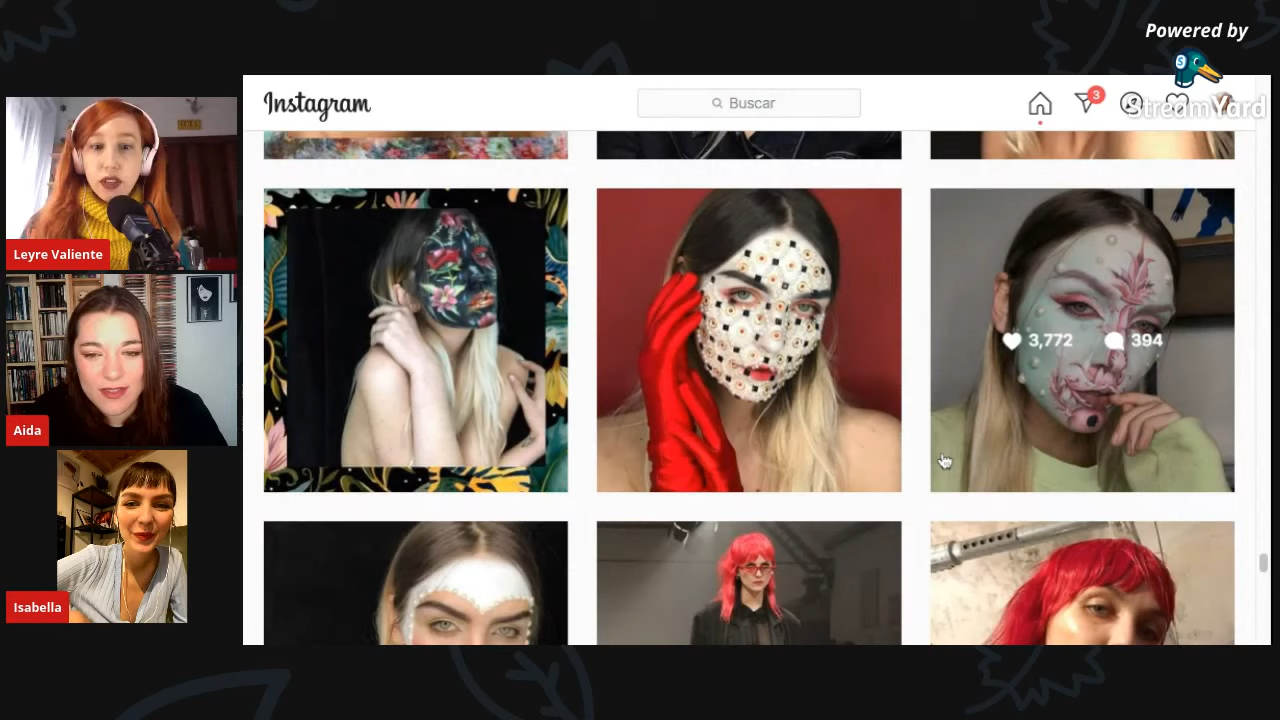 Powered by
StreamYard
Instagram
Buscar
3
Leyre Valiente
3,772
394
Aida
Isabella